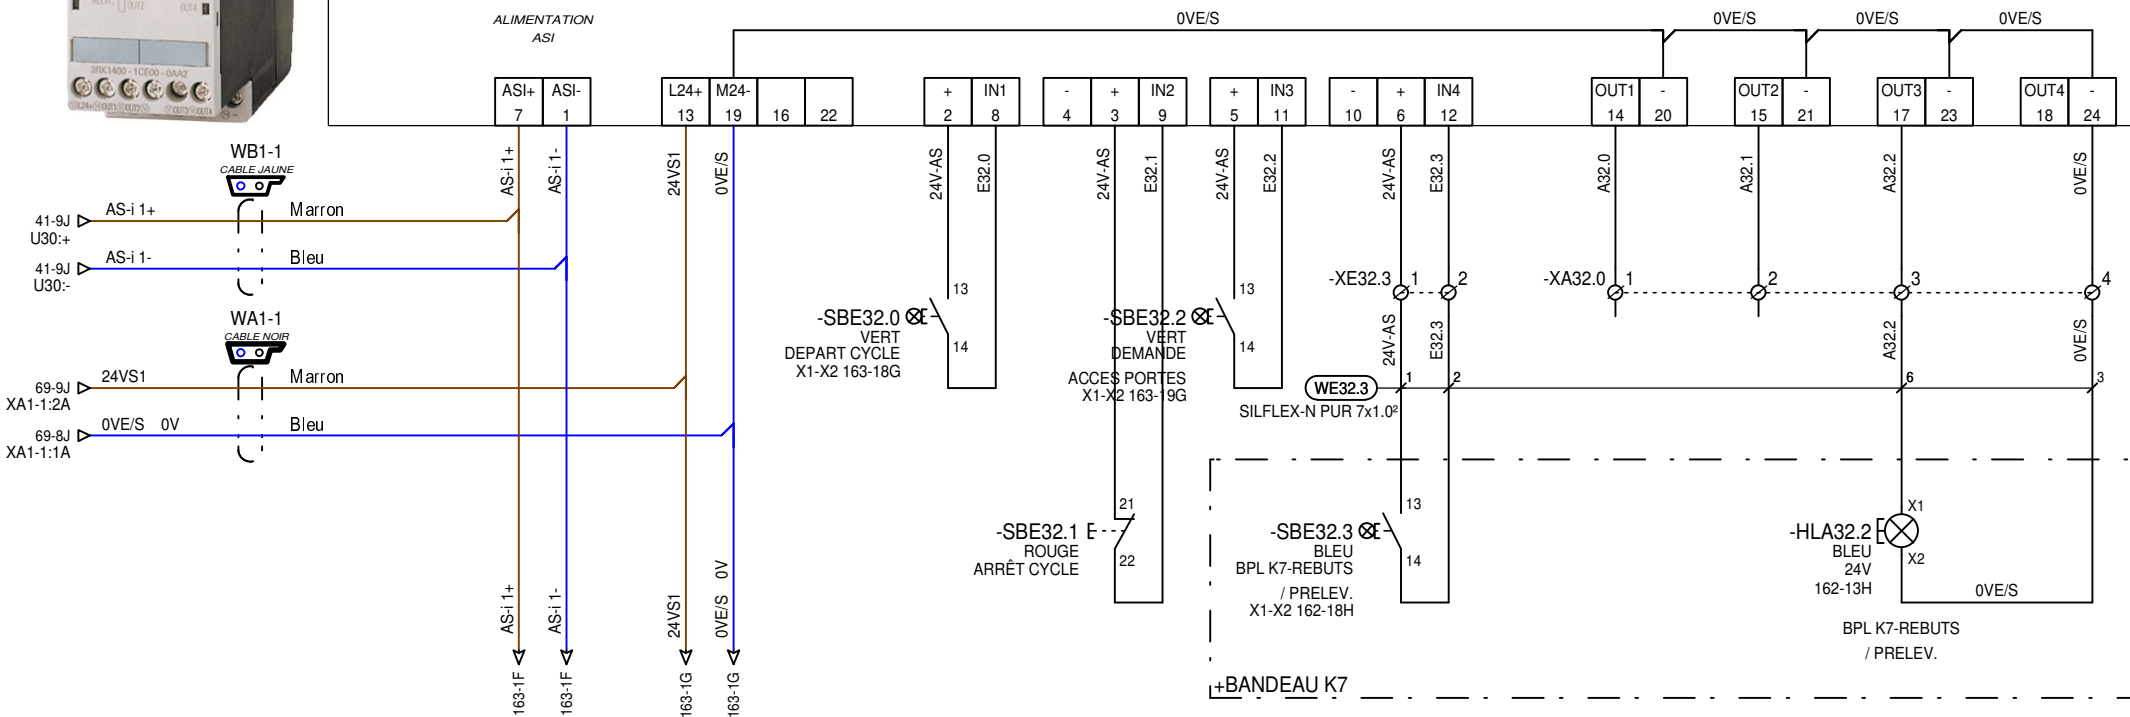 OUT2 OUT4
3RK1400-1CE00-0AA2
ALIMENTATION
ASI
0VE/S 0VE/S 0VE/S 0VE/S
ASI+ ASI- L24+ M24- + IN1 - + IN2 + IN3 - + IN4 OUT1 - OUT2 - OUT3 - OUT4 -
7 1 13 19 16 22 2 8 4 3 9 5 11 10 6 12 14 20 15 21 17 23 18 24
AS-i 1+ AS-i 1- 24VS1 0VE/S 24V-AS E32.0 24V-AS E32.1 24V-AS E32.2 24V-AS E32.3 A32.0 A32.1 A32.2 0VE/S
WB1-1
CABLE JAUNE
41-9J AS-i 1+ Marron
U30:+
41-9J AS-i 1- Bleu
U30:-
WA1-1
CABLE NOIR
69-9J 24VS1 Marron
XA1-1:2A
69-8J 0VE/S 0V Bleu
XA1-1:1A
-SBE32.0 13 14
VERT
DEPART CYCLE
X1-X2 163-18G
-SBE32.2 13 14
VERT
DEMANDE
ACCES PORTES
X1-X2 163-19G
-XE32.3 1 2
-XA32.0 1 2 3 4
24V-AS E32.3 A32.2 0VE/S
WE32.3 1 2 6 3
SILFLEX-N PUR 7x1.0²
-SBE32.1 21 22
ROUGE
ARRÊT CYCLE
-SBE32.3 13 14
BLEU
BPL K7-REBUTS
/ PRELEV.
X1-X2 162-18H
-HLA32.2 X1 X2
BLEU
24V
162-13H
0VE/S
BPL K7-REBUTS
/ PRELEV.
AS-i 1+ AS-i 1- 24VS1 0VE/S 0V
163-1F 163-1F 163-1G 163-1G
+BANDEAU K7